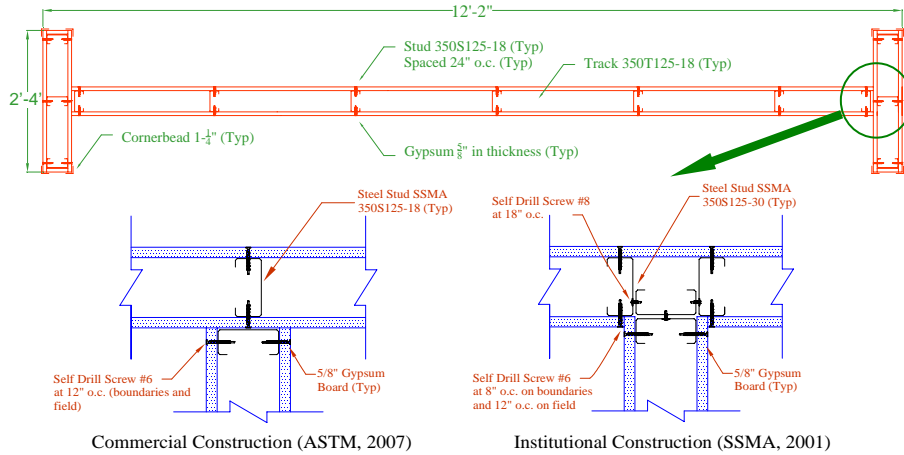 12'-2"
Stud 350S125-18 (Typ)
Spaced 24" o.c. (Typ)
Track 350T125-18 (Typ)
2'-4"
Cornerbead 1-1/4" (Typ)
Gypsum 5/8" in thickness (Typ)
Steel Stud SSMA
350S125-18 (Typ)
Self Drill Screw #6
at 12" o.c. (boundaries and
field)
5/8" Gypsum
Board (Typ)
Self Drill Screw #8
at 18" o.c.
Steel Stud SSMA
350S125-30 (Typ)
Self Drill Screw #6
at 8" o.c. on boundaries
and 12" o.c. on field
5/8" Gypsum
Board (Typ)
Commercial Construction (ASTM, 2007)
Institutional Construction (SSMA, 2001)